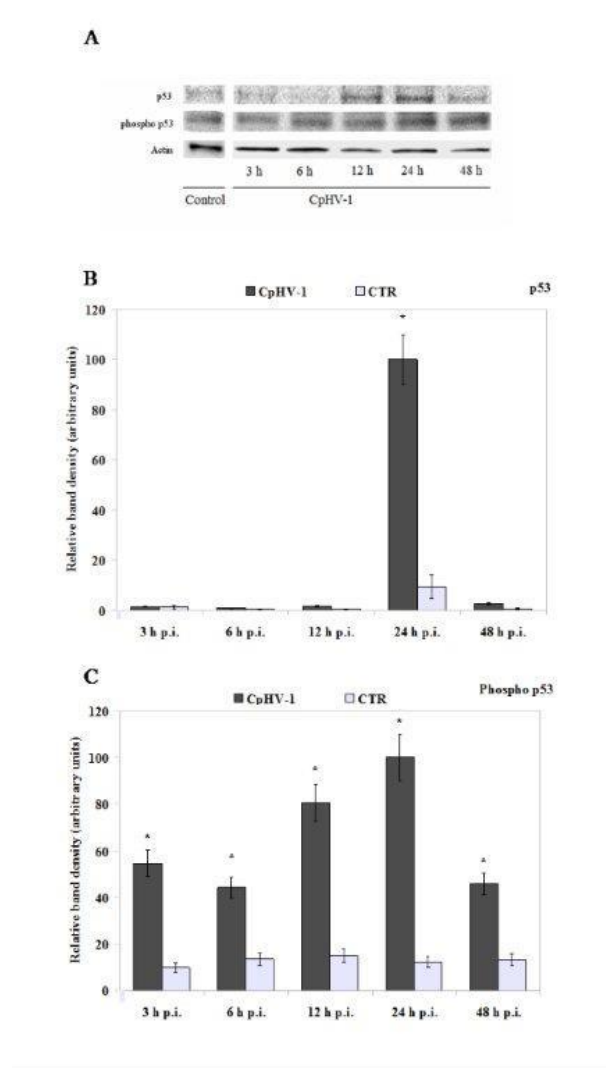 A
p53
phospho p53
Actin
3 h 6 h 12 h 24 h 48 h
Control CpHV-1
B
CpHV-1 CTR p53
Relative band density (arbitrary units)
120
100
80
60
40
20
0
3 h p.i. 6 h p.i. 12 h p.i. 24 h p.i. 48 h p.i.
*
C
CpHV-1 CTR Phospho p53
Relative band density (arbitrary units)
120
100
80
60
40
20
0
* * * * *
3 h p.i. 6 h p.i. 12 h p.i. 24 h p.i. 48 h p.i.